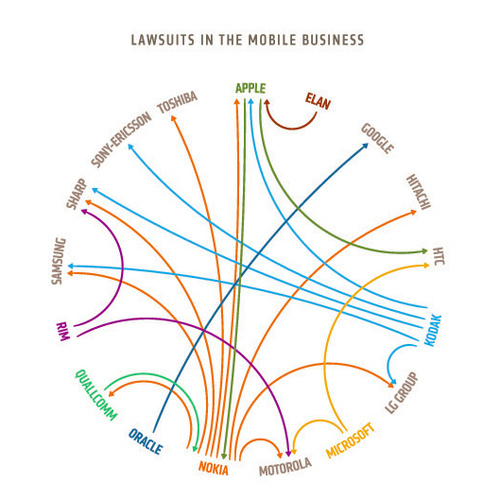 LAWSUITS IN THE MOBILE BUSINESS
APPLE
ELAN
GOOGLE
HITACHI
HTC
KODAK
LG GROUP
MICROSOFT
MOTOROLA
NOKIA
ORACLE
QUALLCOMM
RIM
SAMSUNG
SHARP
SONY-ERICSSON
TOSHIBA